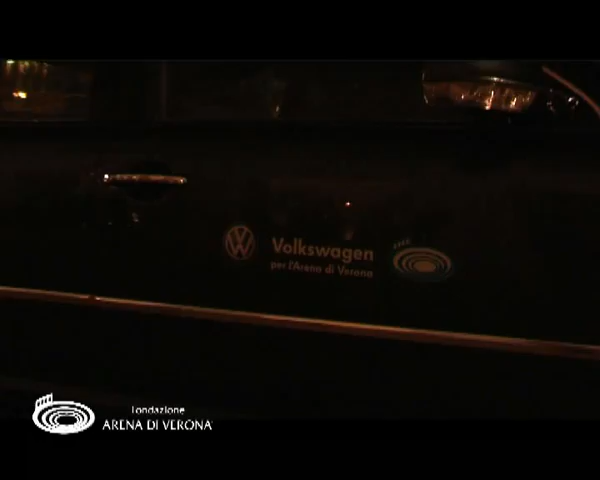 Volkswagen
per l'Arena di Verona
Fondazione
ARENA DI VERONA